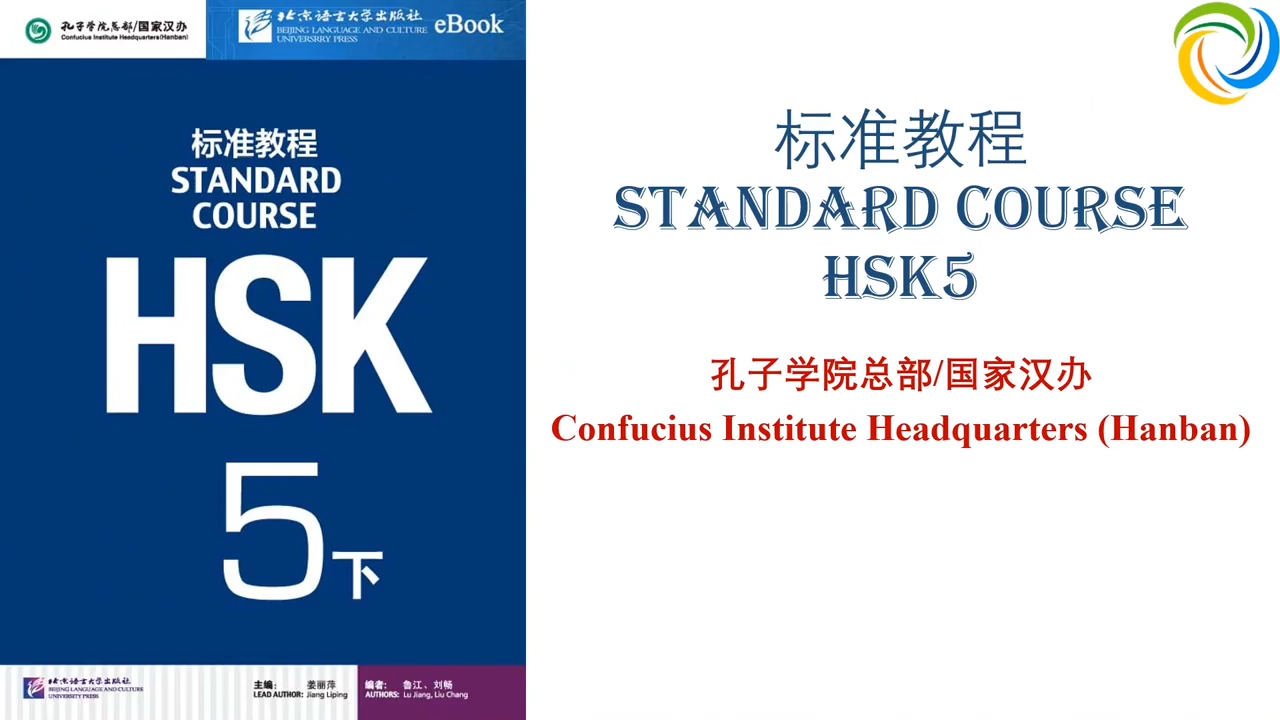 孔子学院总部/国家汉办
Confucius Institute Headquarters(Hanban)
北京语言大学出版社
BEIJING LANGUAGE AND CULTURE
UNIVERSRRY PRESS
eBook
标准教程
STANDARD
COURSE
HSK
5下
北京语言大学出版社
BEIJING LANGUAGE AND CULTURE
UNIVERSITY PRESS
主编： 姜丽萍
LEAD AUTHOR: Jiang Liping
编者： 鲁江、刘畅
AUTHORS: Lu Jiang, Liu Chang
标准教程
STANDARD COURSE
HSK5
孔子学院总部/国家汉办
Confucius Institute Headquarters (Hanban)